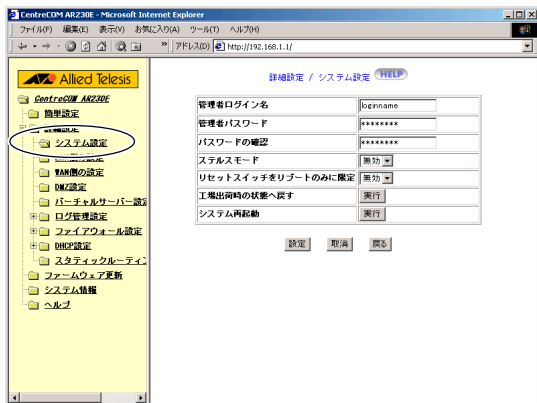 CentreCOM AR230E - Microsoft Internet Explorer
ファイル(F) 編集(E) 表示(V) お気に入り(A) ツール(T) ヘルプ(H)
» アドレス(D) http://192.168.1.1/
Allied Telesis
詳細設定 / システム設定 HELP
CentreCOM AR230E
簡単設定
詳細設定
システム設定
WAN側の設定
DMZ設定
バーチャルサーバー設定
ログ管理設定
ファイアウォール設定
DHCP設定
スタティックルーティン
ファームウェア更新
システム情報
ヘルプ
管理者ログイン名 loginname
管理者パスワード ********
パスワードの確認 ********
ステルスモード 無効
リセットスイッチをリブートのみに限定 無効
工場出荷時の状態へ戻す 実行
システム再起動 実行
設定 取消 戻る